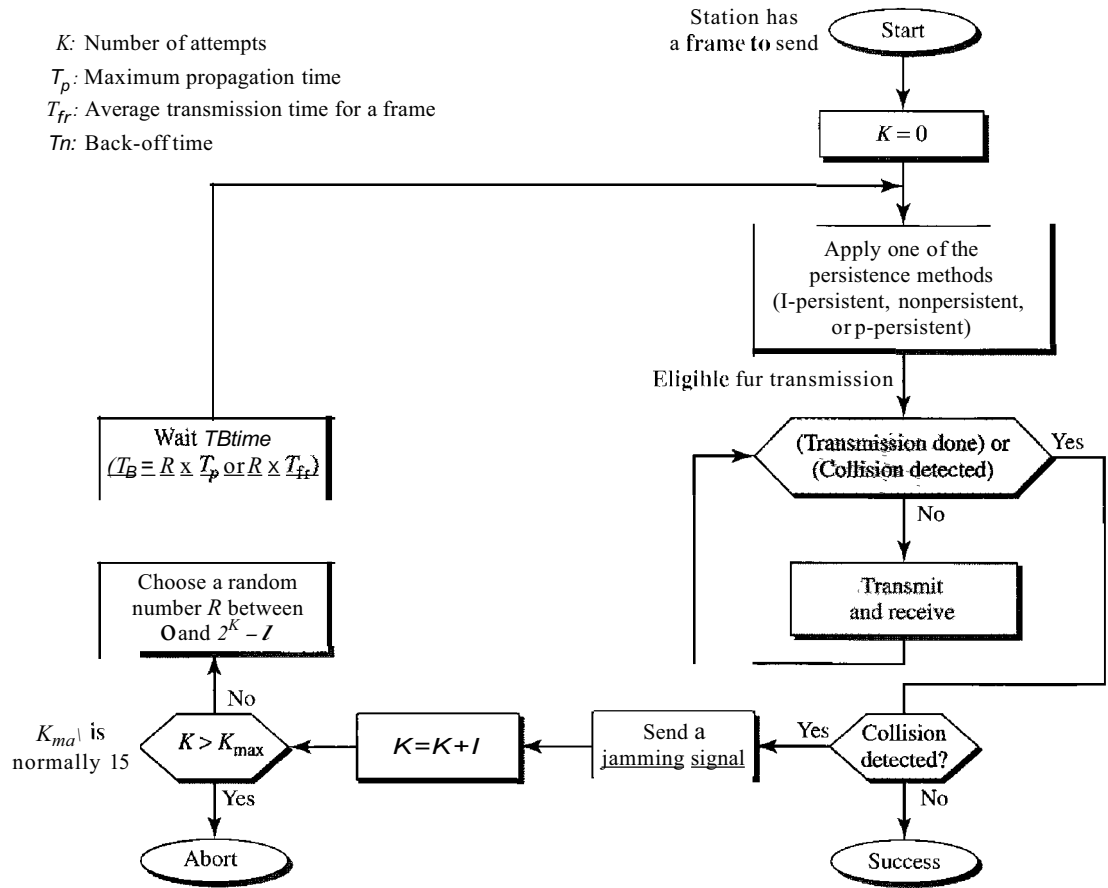 K: Number of attempts
Tp: Maximum propagation time
Tfr: Average transmission time for a frame
Tn: Back-off time
Station has
a frame to send
Start
K = 0
Apply one of the
persistence methods
(I-persistent, nonpersistent,
or p-persistent)
Eligihle fur transmission
(Transmission done) or
(Collision detected)
Yes
No
Transmit
and receive
Wait TBtime
(TB = R x Tp or R x Tfr)
Choose a random
number R between
0 and 2^K – l
No
Kma\ is
normally 15
K > Kmax
K=K+l
Send a
jamming signal
Yes
Collision
detected?
Yes
No
Abort
Success